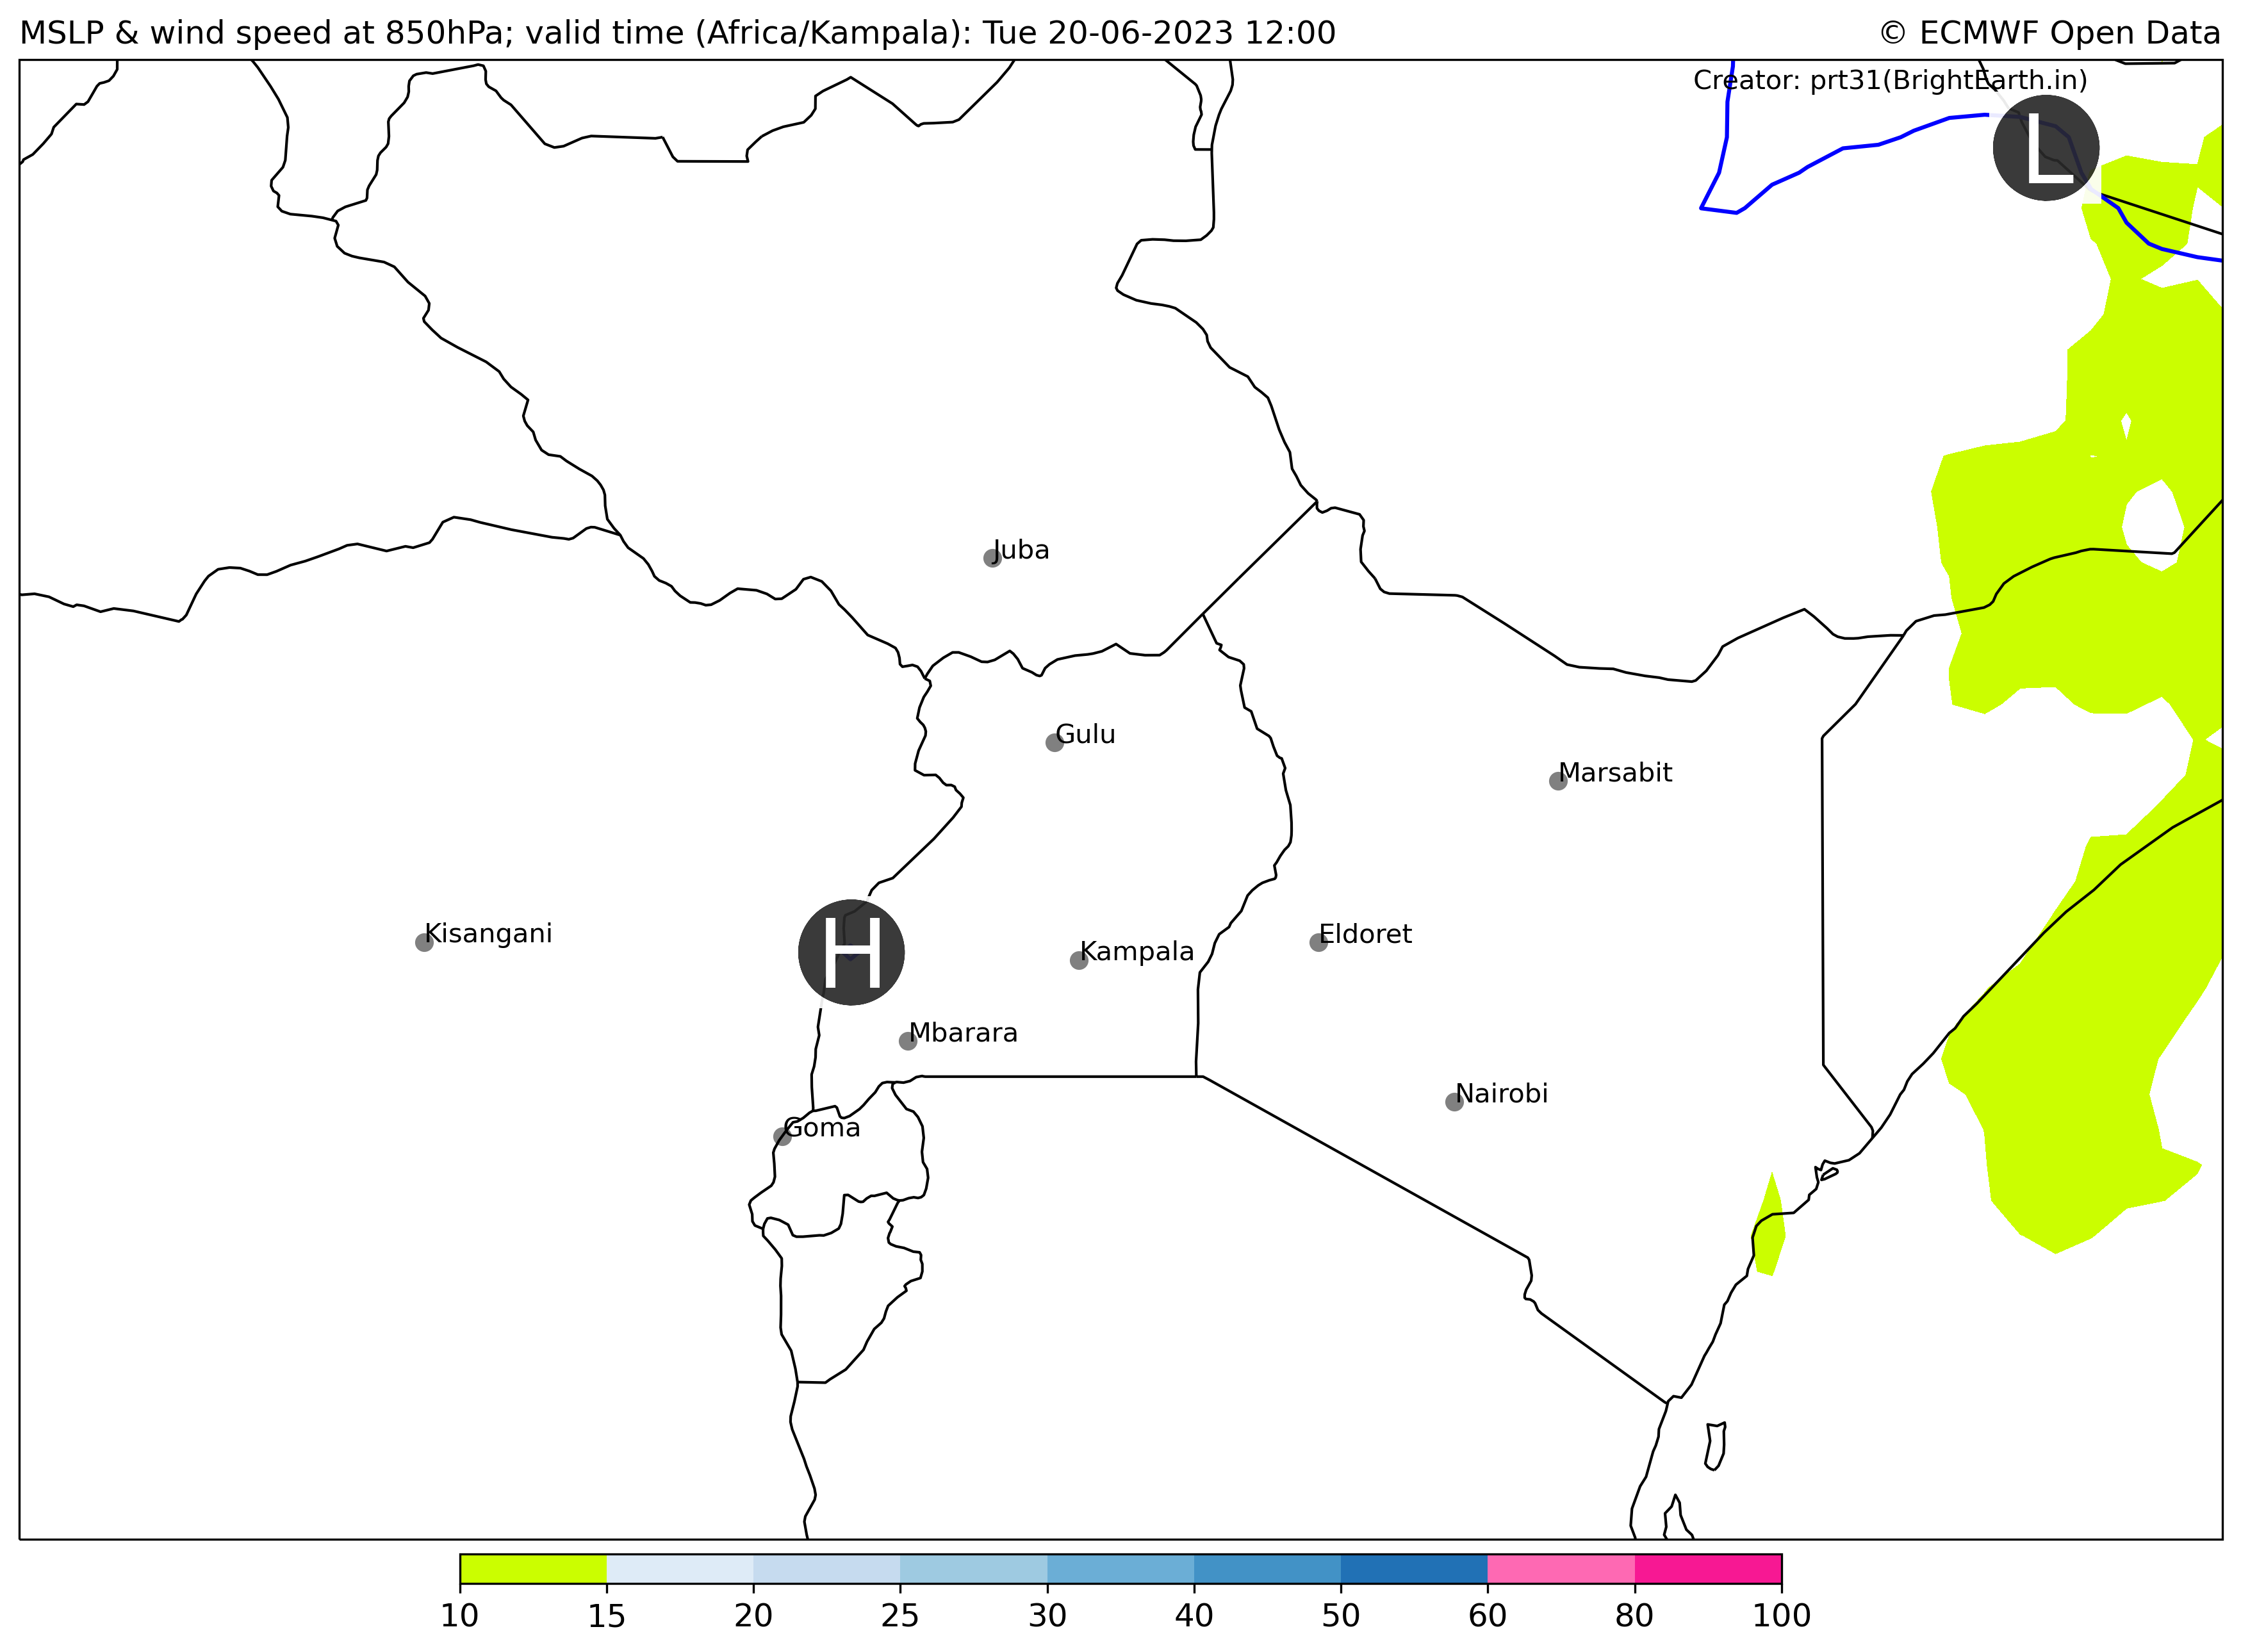 MSLP & wind speed at 850hPa; valid time (Africa/Kampala): Tue 20-06-2023 12:00
© ECMWF Open Data
Creator: prt31(BrightEarth.in)
L
Juba
Gulu
Marsabit
Kisangani
H
Kampala
Eldoret
Mbarara
Nairobi
Goma
10 15 20 25 30 40 50 60 80 100